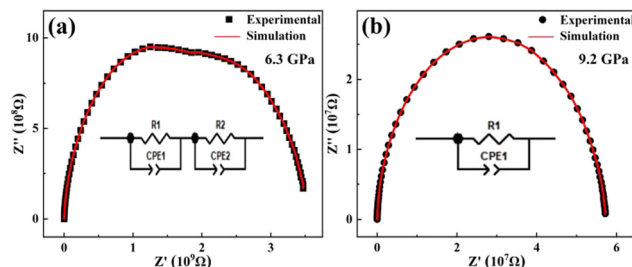 (a)
Experimental
Simulation
6.3 GPa
Z'' (10⁸Ω)
10
5
0
R1
R2
CPE1
CPE2
0
1
2
3
4
Z' (10⁹Ω)
(b)
Experimental
Simulation
9.2 GPa
Z'' (10⁷Ω)
2
1
0
R1
CPE1
0
2
4
6
Z' (10⁷Ω)